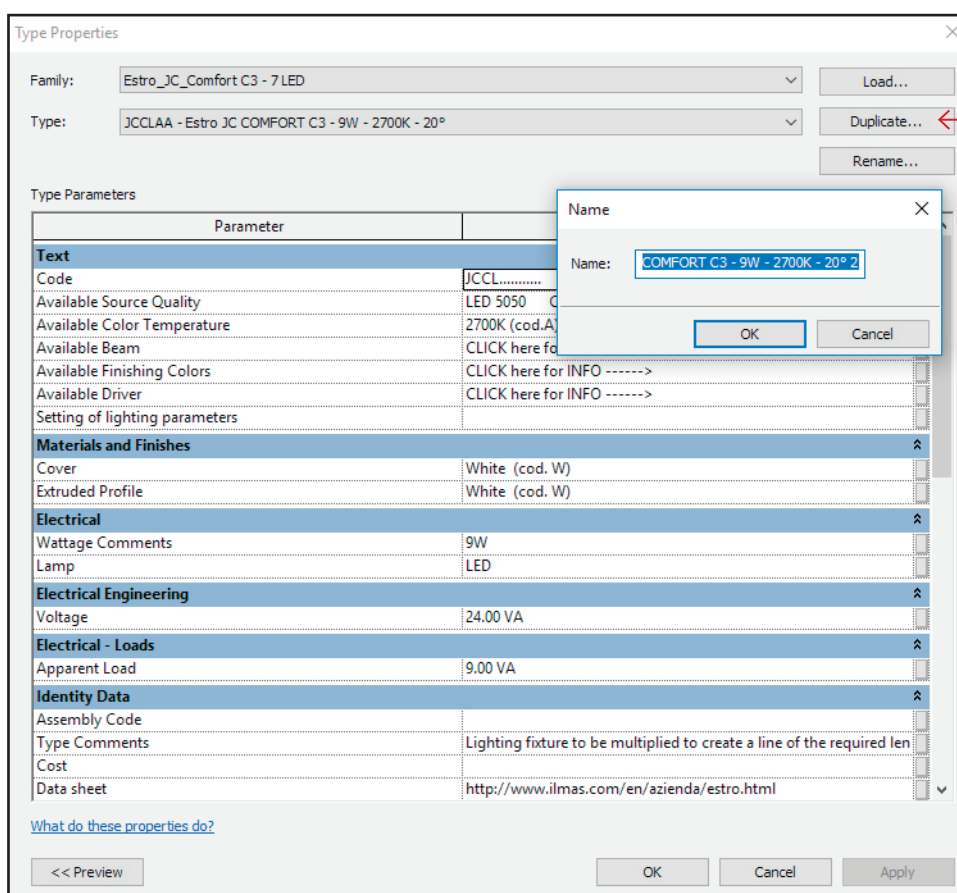 Type Properties
Family: Estro_JC_Comfort C3 - 7 LED Load...
Type: JCCLAA - Estro JC COMFORT C3 - 9W - 2700K - 20° Duplicate...
Rename...
Type Parameters
Parameter
Name
Name: COMFORT C3 - 9W - 2700K - 20° 2
OK Cancel
Text
Code JCCL...........
Available Source Quality LED 5050
Available Color Temperature 2700K (cod.A)
Available Beam CLICK here fo
Available Finishing Colors CLICK here for INFO ------>
Available Driver CLICK here for INFO ------>
Setting of lighting parameters
Materials and Finishes
Cover White (cod. W)
Extruded Profile White (cod. W)
Electrical
Wattage Comments 9W
Lamp LED
Electrical Engineering
Voltage 24.00 VA
Electrical - Loads
Apparent Load 9.00 VA
Identity Data
Assembly Code
Type Comments Lighting fixture to be multiplied to create a line of the required len
Cost
Data sheet http://www.ilmas.com/en/azienda/estro.html
What do these properties do?
<< Preview OK Cancel Apply